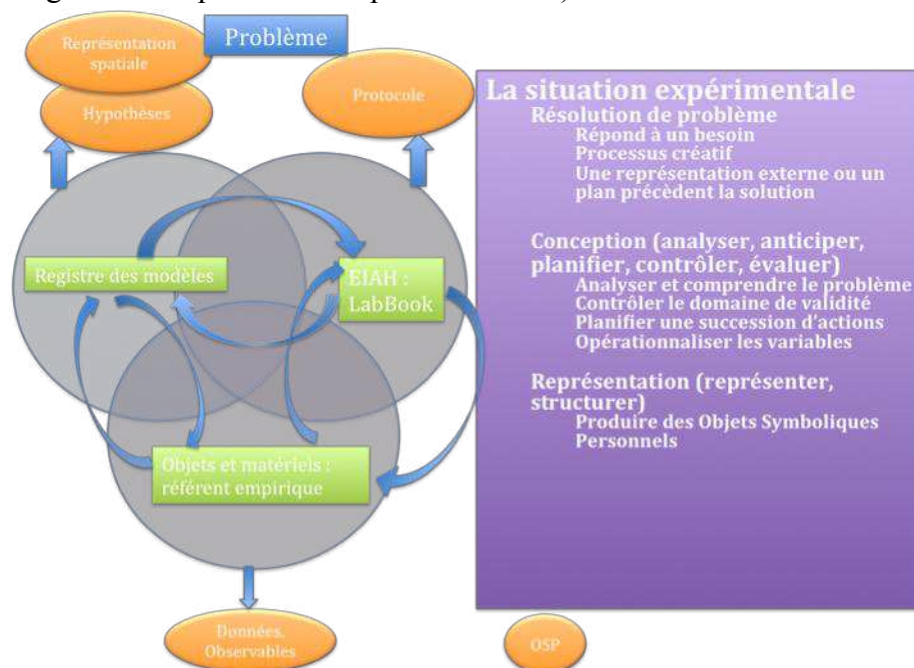 Représentation
spatiale
Problème
Hypothèses
Protocole
Registre des modèles
EIAH :
LabBook
Objets et matériels :
référent empirique
Données,
Observables
OSP
La situation expérimentale
Résolution de problème
Répond à un besoin
Processus créatif
Une représentation externe ou un
plan précèdent la solution
Conception (analyser, anticiper,
planifier, contrôler, évaluer)
Analyser et comprendre le problème
Contrôler le domaine de validité
Planifier une succession d'actions
Opérationnaliser les variables
Représentation (représenter,
structurer)
Produire des Objets Symboliques
Personnels